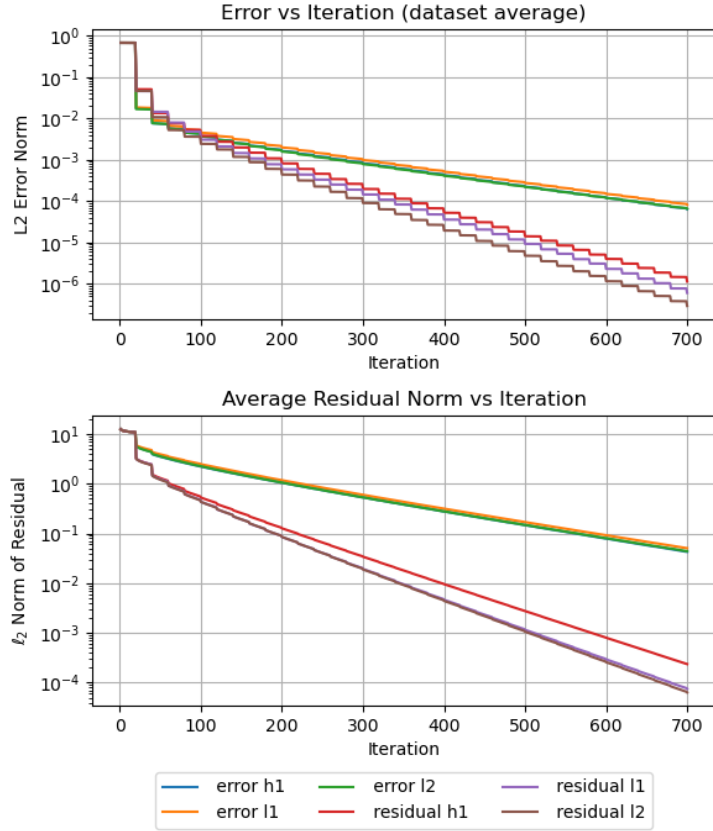 Error vs Iteration (dataset average)
L2 Error Norm
10^0
10^-1
10^-2
10^-3
10^-4
10^-5
10^-6
0 100 200 300 400 500 600 700
Iteration
Average Residual Norm vs Iteration
ℓ₂ Norm of Residual
10^1
10^0
10^-1
10^-2
10^-3
10^-4
0 100 200 300 400 500 600 700
Iteration
error h1 error l2 residual l1
error l1 residual h1 residual l2